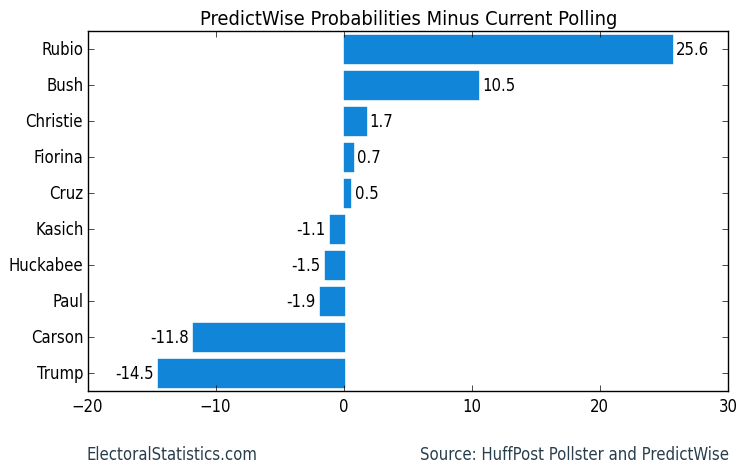 PredictWise Probabilities Minus Current Polling
Rubio 25.6
Bush 10.5
Christie 1.7
Fiorina 0.7
Cruz 0.5
Kasich -1.1
Huckabee -1.5
Paul -1.9
Carson -11.8
Trump -14.5
−20 −10 0 10 20 30
ElectoralStatistics.com Source: HuffPost Pollster and PredictWise